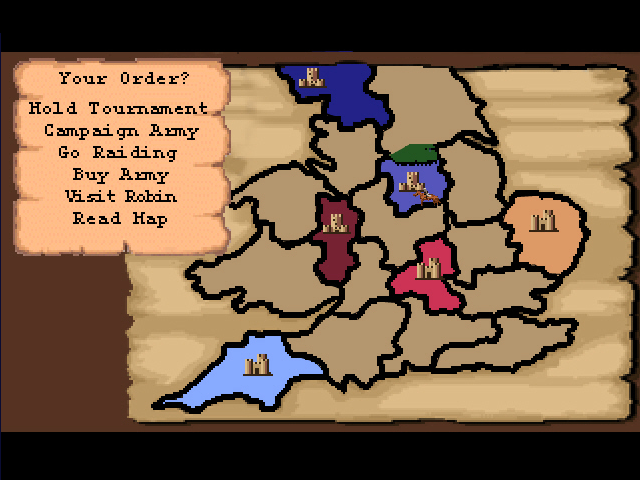 Your Order?
Hold Tournament
Campaign Army
Go Raiding
Buy Army
Visit Robin
Read Map